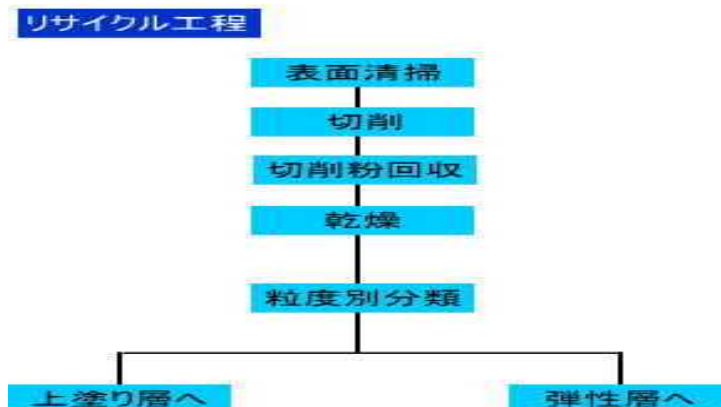 リサイクル工程
表面清掃
切削
切削粉回収
乾燥
粒度別分類
上塗り層へ
弾性層へ